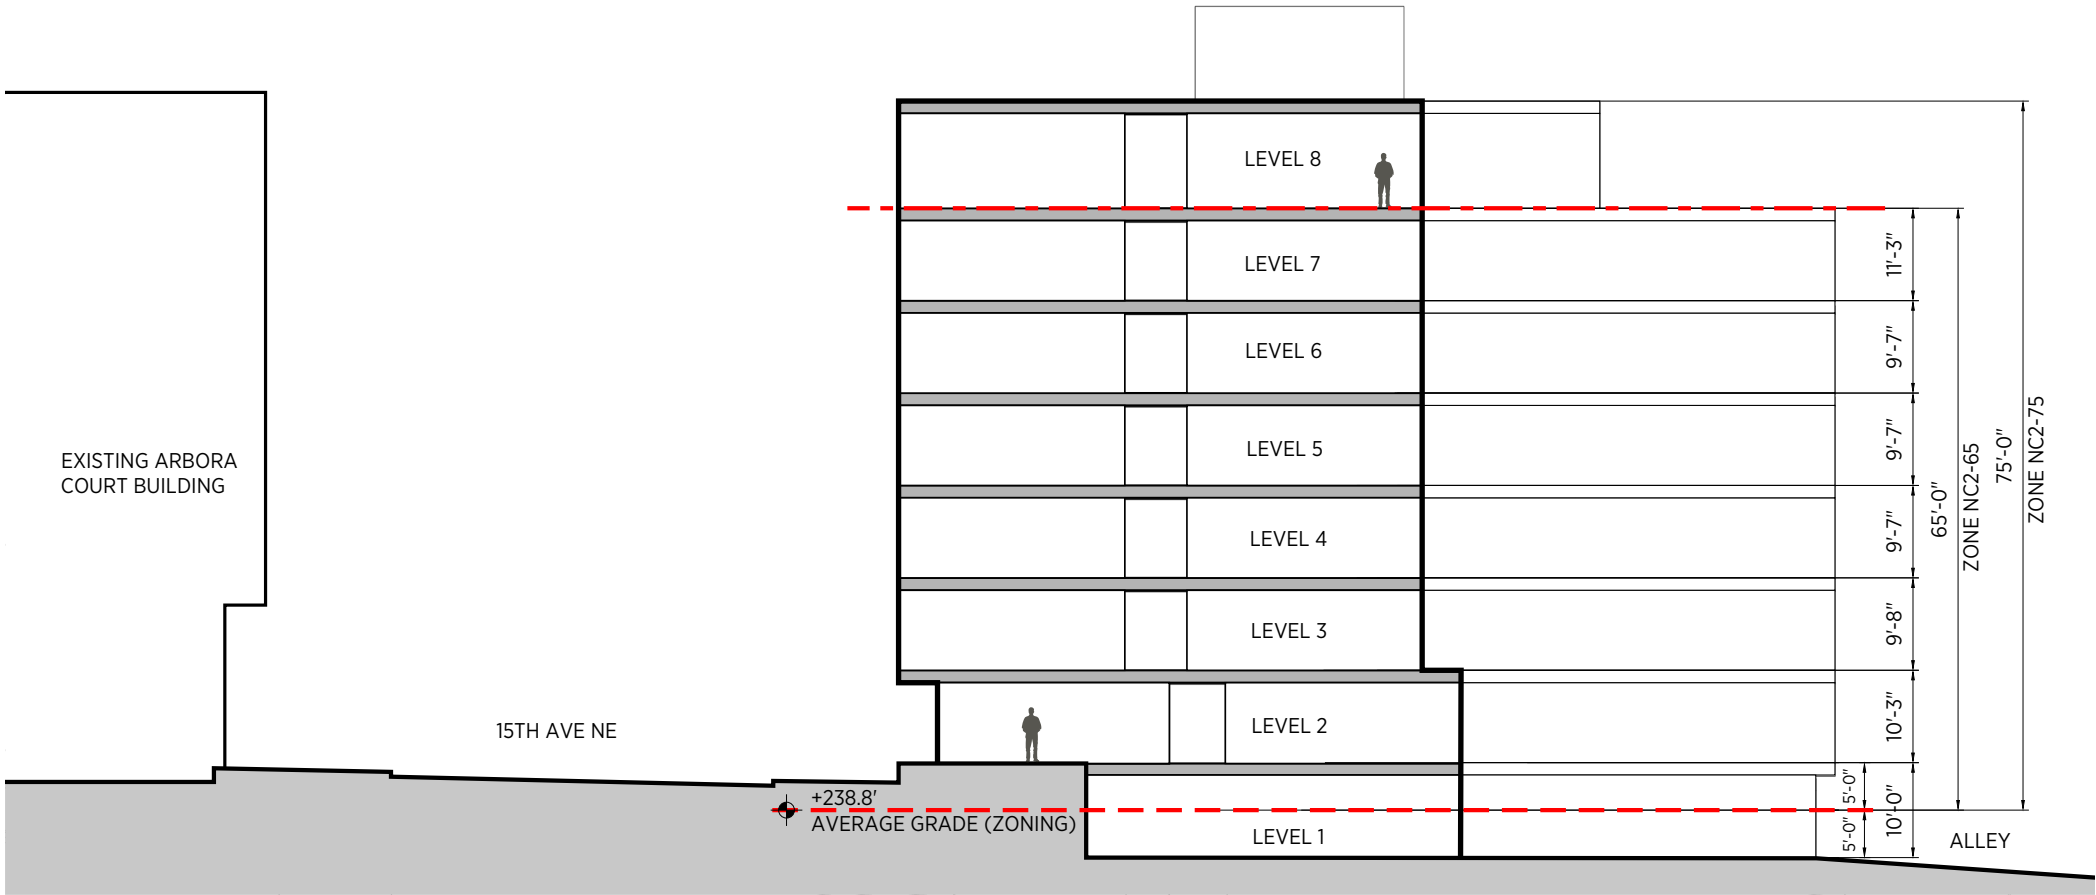 LEVEL 8
LEVEL 7
11'-3"
LEVEL 6
9'-7"
EXISTING ARBORA
COURT BUILDING
LEVEL 5
9'-7"
75'-0"
ZONE NC2-75
65'-0"
ZONE NC2-65
LEVEL 4
9'-7"
LEVEL 3
9'-8"
15TH AVE NE
LEVEL 2
10'-3"
+238.8'
AVERAGE GRADE (ZONING)
5'-0"
10'-0"
LEVEL 1
5'-0"
ALLEY